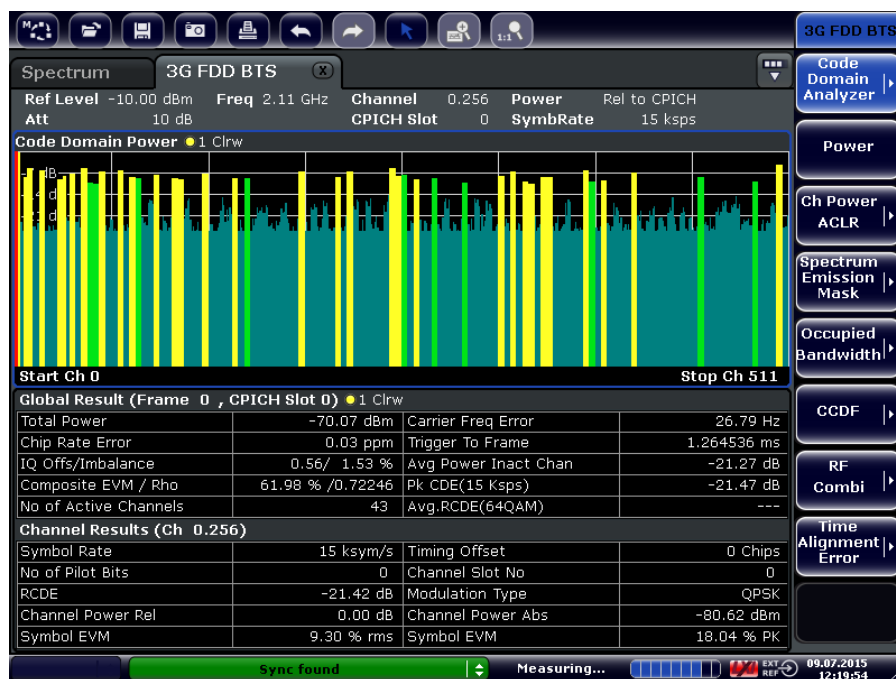 3G FDD BTS
1:1
Spectrum
3G FDD BTS
X
Ref Level -10.00 dBm Freq 2.11 GHz Channel 0.256 Power Rel to CPICH
Att 10 dB CPICH Slot 0 SymbRate 15 ksps
Code Domain Power 1 Clrw
Start Ch 0 Stop Ch 511
Global Result (Frame 0 , CPICH Slot 0) 1 Clrw
Total Power -70.07 dBm Carrier Freq Error 26.79 Hz
Chip Rate Error 0.03 ppm Trigger To Frame 1.264536 ms
IQ Offs/Imbalance 0.56/ 1.53 % Avg Power Inact Chan -21.27 dB
Composite EVM / Rho 61.98 % /0.72246 Pk CDE(15 Ksps) -21.47 dB
No of Active Channels 43 Avg.RCDE(64QAM) ---
Channel Results (Ch 0.256)
Symbol Rate 15 ksym/s Timing Offset 0 Chips
No of Pilot Bits 0 Channel Slot No 0
RCDE -21.42 dB Modulation Type QPSK
Channel Power Rel 0.00 dB Channel Power Abs -80.62 dBm
Symbol EVM 9.30 % rms Symbol EVM 18.04 % PK
Code
Domain
Analyzer
Power
Ch Power
ACLR
Spectrum
Emission
Mask
Occupied
Bandwidth
CCDF
RF
Combi
Time
Alignment
Error
Sync found
Measuring...
EXT
REF
09.07.2015
12:19:54